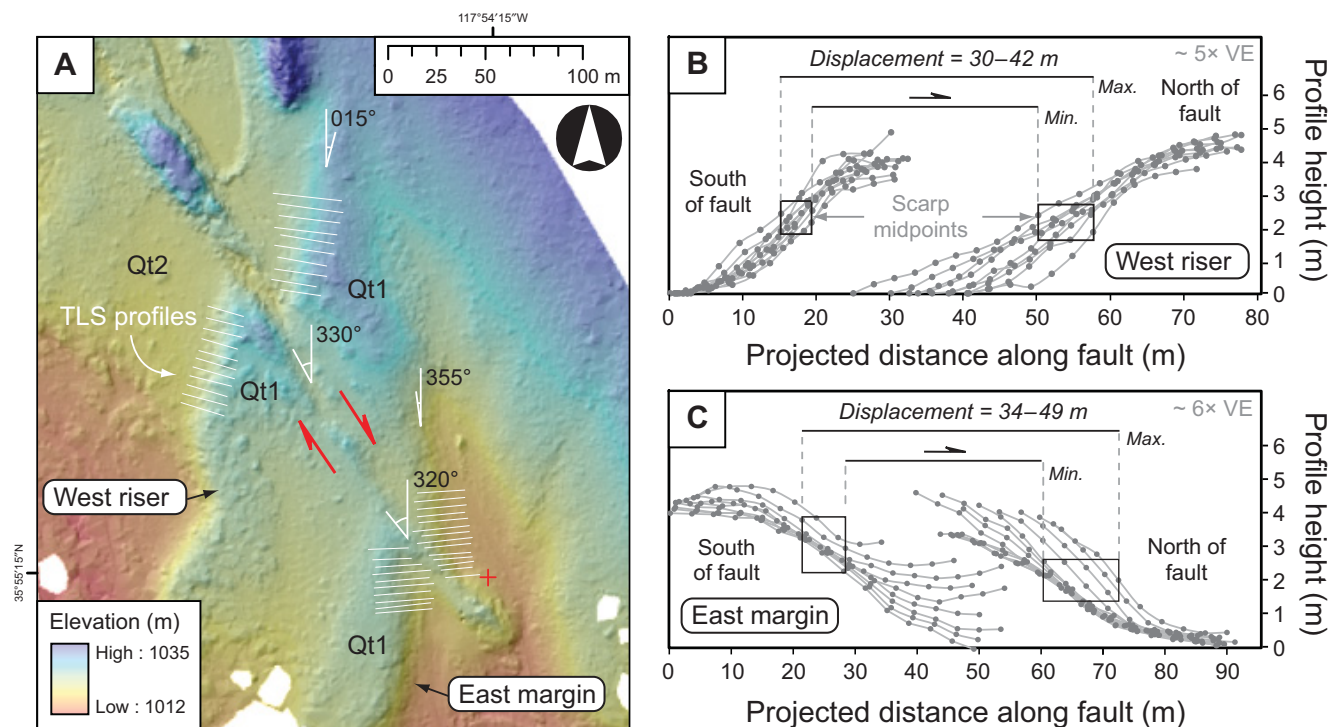 117°54′15″W
A
0 25 50 100 m
015°
Qt2
Qt1
TLS profiles
330°
Qt1
355°
West riser
320°
35°55′15″N
Elevation (m)
High : 1035
Low : 1012
Qt1
East margin
B
Displacement = 30–42 m
~ 5× VE
Max.
North of
fault
Min.
South
of fault
Scarp
midpoints
West riser
6
5
4
3
2
1
0
Profile height (m)
0 10 20 30 40 50 60 70 80
Projected distance along fault (m)
C
Displacement = 34–49 m
~ 6× VE
Max.
Min.
South
of fault
North of
fault
East margin
6
5
4
3
2
1
0
Profile height (m)
0 10 20 30 40 50 60 70 80 90
Projected distance along fault (m)